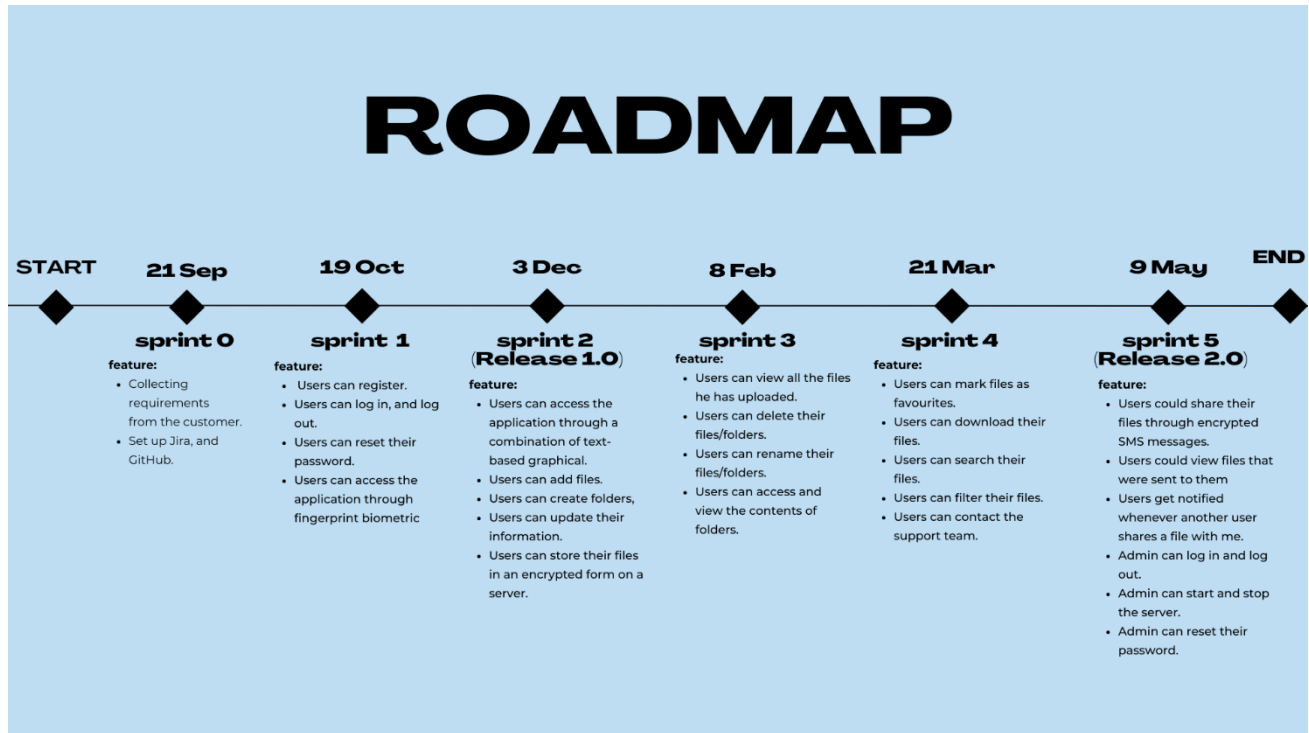 ROADMAP
START
21 Sep
19 Oct
3 Dec
8 Feb
21 Mar
9 May
END
sprint 0
feature:
• Collecting
requirements
from the customer.
• Set up Jira, and
GitHub.
sprint 1
feature:
• Users can register.
• Users can log in, and log
out.
• Users can reset their
password.
• Users can access the
application through
fingerprint biometric
sprint 2
(Release 1.0)
feature:
• Users can access the
application through a
combination of text-
based graphical.
• Users can add files.
• Users can create folders,
• Users can update their
information.
• Users can store their files
in an encrypted form on a
server.
sprint 3
feature:
• Users can view all the files
he has uploaded.
• Users can delete their
files/folders.
• Users can rename their
files/folders.
• Users can access and
view the contents of
folders.
sprint 4
feature:
• Users can mark files as
favourites.
• Users can download their
files.
• Users can search their
files.
• Users can filter their files.
• Users can contact the
support team.
sprint 5
(Release 2.0)
feature:
• Users could share their
files through encrypted
SMS messages.
• Users could view files that
were sent to them
• Users get notified
whenever another user
shares a file with me.
• Admin can log in and log
out.
• Admin can start and stop
the server.
• Admin can reset their
password.